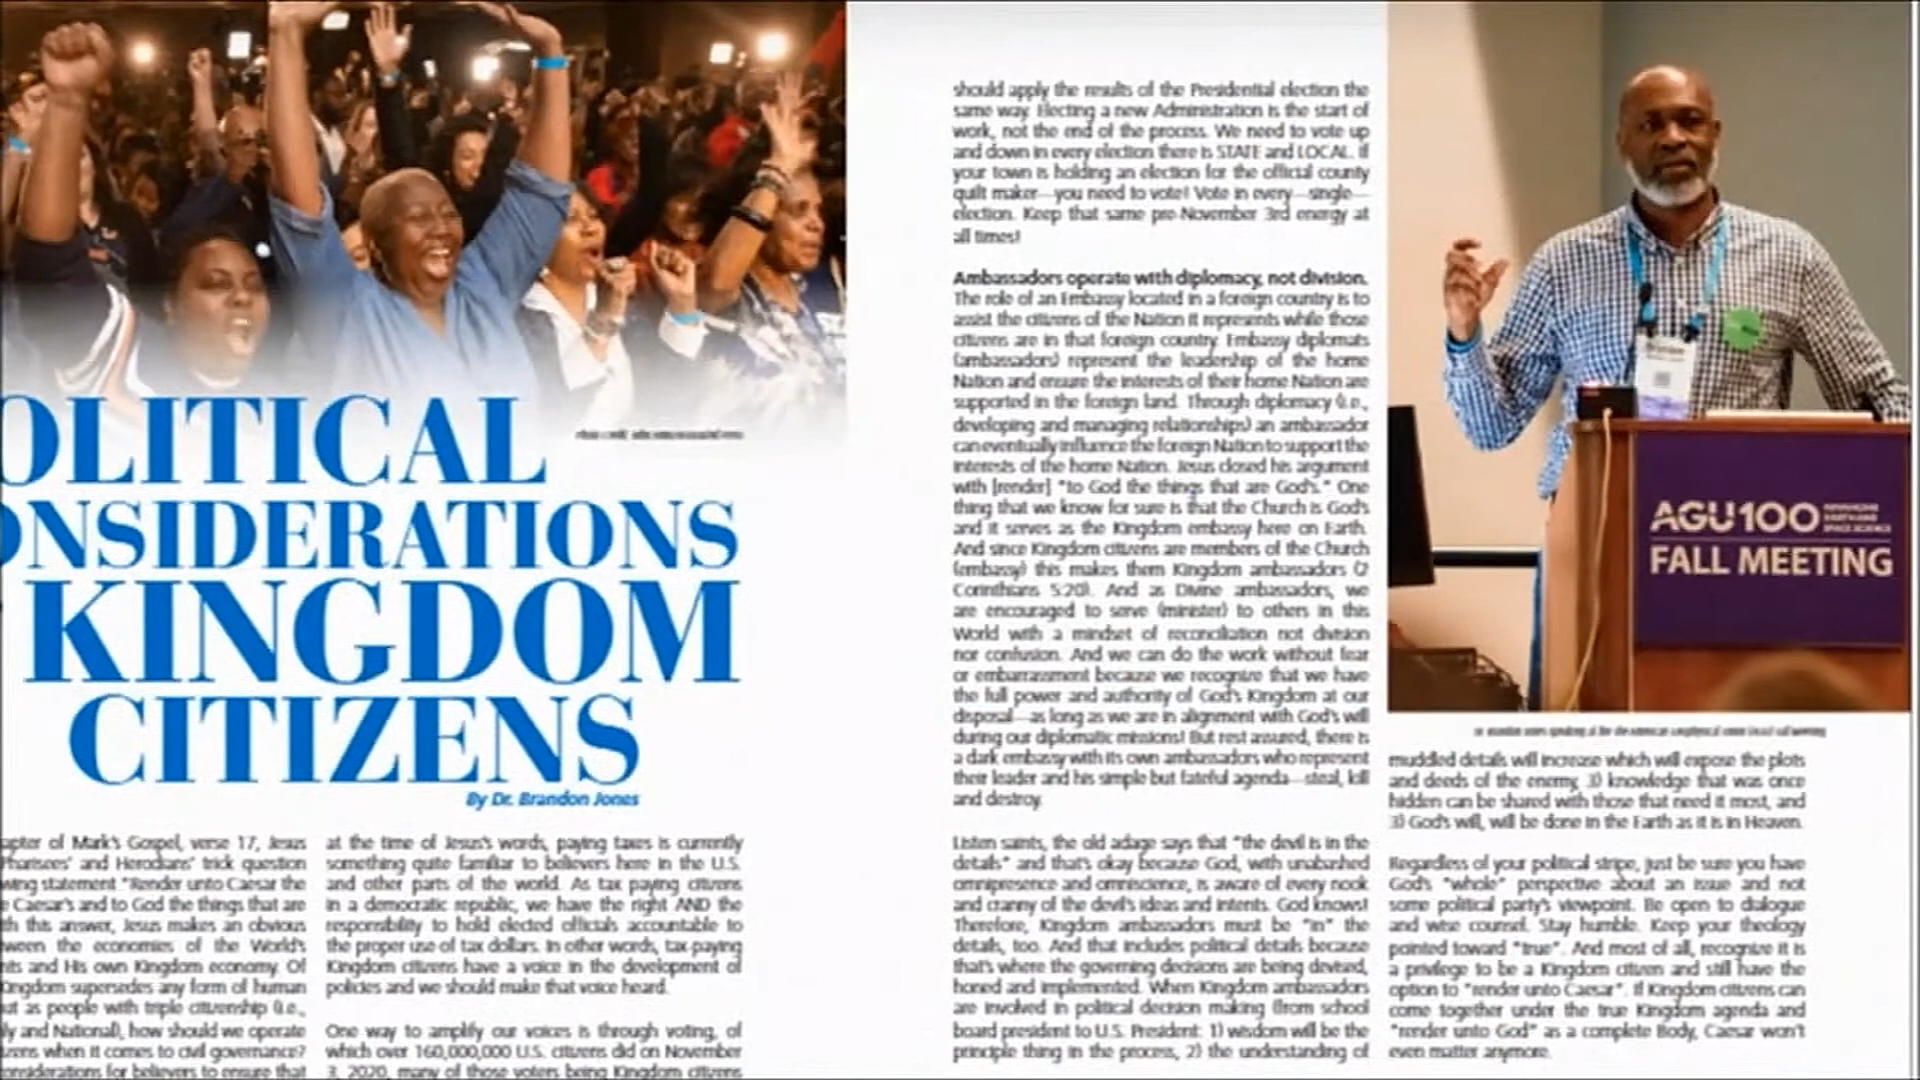 OLITICAL
ONSIDERATIONS
KINGDOM
CITIZENS
By Dr. Brandon Jones
apter of Mark's Gospel, verse 17, Jesus
Pharisees' and Herodians' trick question
wing statement "Render unto Caesar the
e Caesar's and to God the things that are
th this answer, Jesus makes an obvious
ween the economies of the World's
nts and His own Kingdom economy. Of
Kingdom supersedes any form of human
ut as people with triple citizenship (i.e.,
ly and National), how should we operate
izens when it comes to civil governance?
onsiderations for believers to ensure that
at the time of Jesus's words, paying taxes is currently
something quite familiar to believers here in the U.S.
and other parts of the world. As tax paying citizens
in a democratic republic, we have the right AND the
responsibility to hold elected officials accountable to
the proper use of tax dollars. In other words, tax-paying
Kingdom citizens have a voice in the development of
policies and we should make that voice heard.
One way to amplify our voices is through voting, of
which over 160,000,000 U.S. citizens did on November
3, 2020, many of those voters being Kingdom citizens
should apply the results of the Presidential election the
same way. Electing a new Administration is the start of
work, not the end of the process. We need to vote up
and down in every election there is STATE and LOCAL. If
your town is holding an election for the official county
quilt maker—you need to vote! Vote in every—single—
election. Keep that same pre-November 3rd energy at
all times!
Ambassadors operate with diplomacy, not division.
The role of an Embassy located in a foreign country is to
assist the citizens of the Nation it represents while those
citizens are in that foreign country. Embassy diplomats
(ambassadors) represent the leadership of the home
Nation and ensure the interests of their home Nation are
supported in the foreign land. Through diplomacy (i.e.,
developing and managing relationships) an ambassador
can eventually influence the foreign Nation to support the
interests of the home Nation. Jesus closed his argument
with [render] "to God the things that are God's." One
thing that we know for sure is that the Church is God's
and it serves as the Kingdom embassy here on Earth.
And since Kingdom citizens are members of the Church
(embassy) this makes them Kingdom ambassadors (2
Corinthians 5:20). And as Divine ambassadors, we
are encouraged to serve (minister) to others in this
World with a mindset of reconciliation not division
nor confusion. And we can do the work without fear
or embarrassment because we recognize that we have
the full power and authority of God's Kingdom at our
disposal—as long as we are in alignment with God's will
during our diplomatic missions! But rest assured, there is
a dark embassy with its own ambassadors who represent
their leader and his simple but fateful agenda—steal, kill
and destroy.
Listen saints, the old adage says that "the devil is in the
details" and that's okay because God, with unabashed
omnipresence and omniscience, is aware of every nook
and cranny of the devil's ideas and intents. God knows!
Therefore, Kingdom ambassadors must be "in" the
details, too. And that includes political details because
that's where the governing decisions are being devised,
honed and implemented. When Kingdom ambassadors
are involved in political decision making (from school
board president to U.S. President: 1) wisdom will be the
principle thing in the process, 2) the understanding of
AGU100
FALL MEETING
muddled details will increase which will expose the plots
and deeds of the enemy, 3) knowledge that was once
hidden can be shared with those that need it most, and
3) God's will, will be done in the Earth as it is in Heaven.
Regardless of your political stripe, just be sure you have
God's "whole" perspective about an issue and not
some political party's viewpoint. Be open to dialogue
and wise counsel. Stay humble. Keep your theology
pointed toward "true". And most of all, recognize it is
a privilege to be a Kingdom citizen and still have the
option to "render unto Caesar". If Kingdom citizens can
come together under the true Kingdom agenda and
"render unto God" as a complete Body, Caesar won't
even matter anymore.